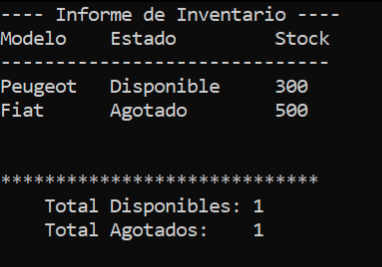 ---- Informe de Inventario ----
Modelo    Estado         Stock
------------------------------
Peugeot   Disponible     300
Fiat      Agotado        500
*****************************
    Total Disponibles: 1
    Total Agotados:    1